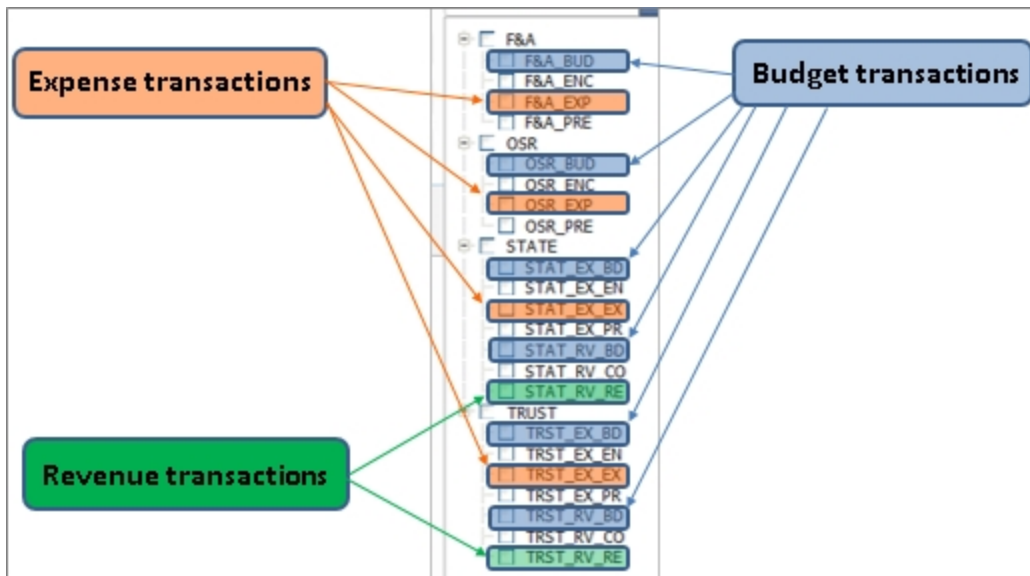 F&A
F&A_BUD
Expense transactions
Budget transactions
F&A_ENC
F&A_EXP
F&A_PRE
OSR
OSR_BUD
OSR_ENC
OSR_EXP
OSR_PRE
STATE
STAT_EX_BD
STAT_EX_EN
STAT_EX_EX
STAT_EX_PR
STAT_RV_BD
STAT_RV_CO
STAT_RV_RE
TRUST
TRST_EX_BD
TRST_EX_EN
Revenue transactions
TRST_EX_EX
TRST_EX_PR
TRST_RV_BD
TRST_RV_CO
TRST_RV_RE